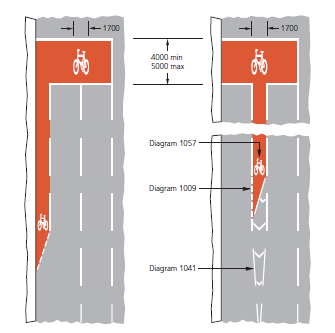 1700
1700
4000 min
5000 max
Diagram 1057
Diagram 1009
Diagram 1041